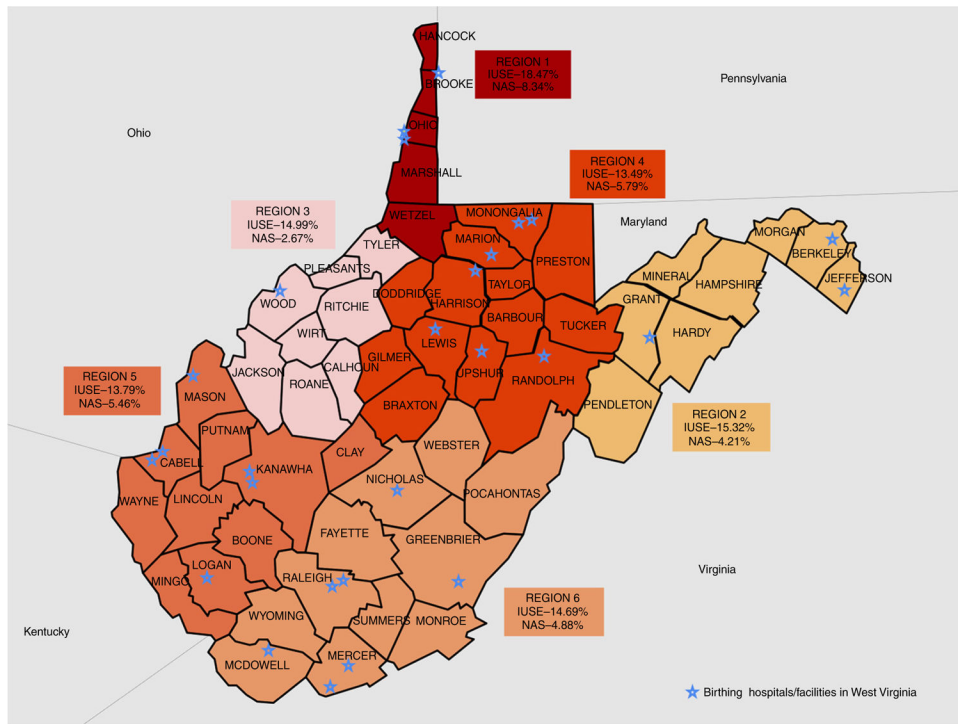 HANCOCK
REGION 1
IUSE–18.47%
NAS–8.34%
Pennsylvania
BROOKE
Ohio
OHIO
MARSHALL
REGION 4
IUSE–13.49%
NAS–5.79%
REGION 3
IUSE–14.99%
NAS–2.67%
WETZEL
MONONGALIA
Maryland
MORGAN
TYLER
MARION
BERKELEY
PLEASANTS
PRESTON
MINERAL
JEFFERSON
WOOD
RITCHIE
DODDRIDGE
HARRISON
TAYLOR
HAMPSHIRE
GRANT
BARBOUR
TUCKER
HARDY
WIRT
LEWIS
GILMER
CALHOUN
UPSHUR
RANDOLPH
JACKSON
ROANE
REGION 5
IUSE–13.79%
NAS–5.46%
MASON
BRAXTON
PENDLETON
REGION 2
IUSE–15.32%
NAS–4.21%
PUTNAM
WEBSTER
CLAY
CABELL
KANAWHA
NICHOLAS
POCAHONTAS
WAYNE
LINCOLN
FAYETTE
BOONE
GREENBRIER
LOGAN
Virginia
MINGO
RALEIGH
REGION 6
IUSE–14.69%
NAS–4.88%
WYOMING
SUMMERS
MONROE
Kentucky
MERCER
MCDOWELL
Birthing hospitals/facilities in West Virginia